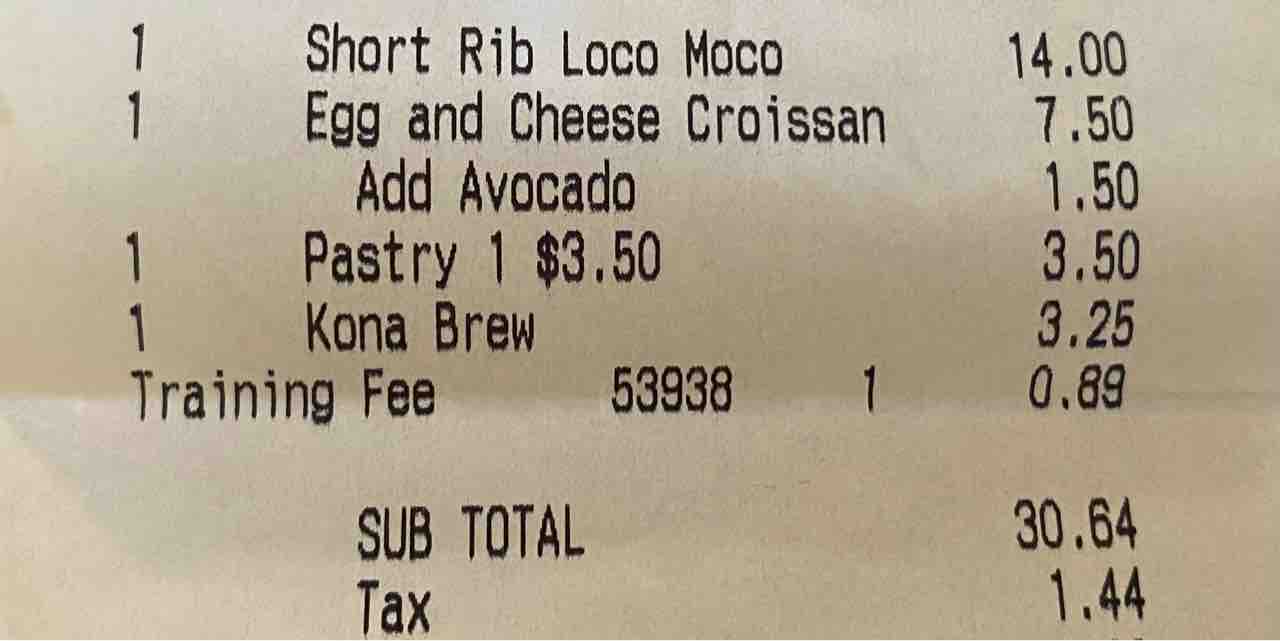 1 Short Rib Loco Moco 14.00
1 Egg and Cheese Croissan 7.50
Add Avocado 1.50
1 Pastry 1 $3.50 3.50
1 Kona Brew 3.25
Training Fee 53938 1 0.89
SUB TOTAL 30.64
Tax 1.44